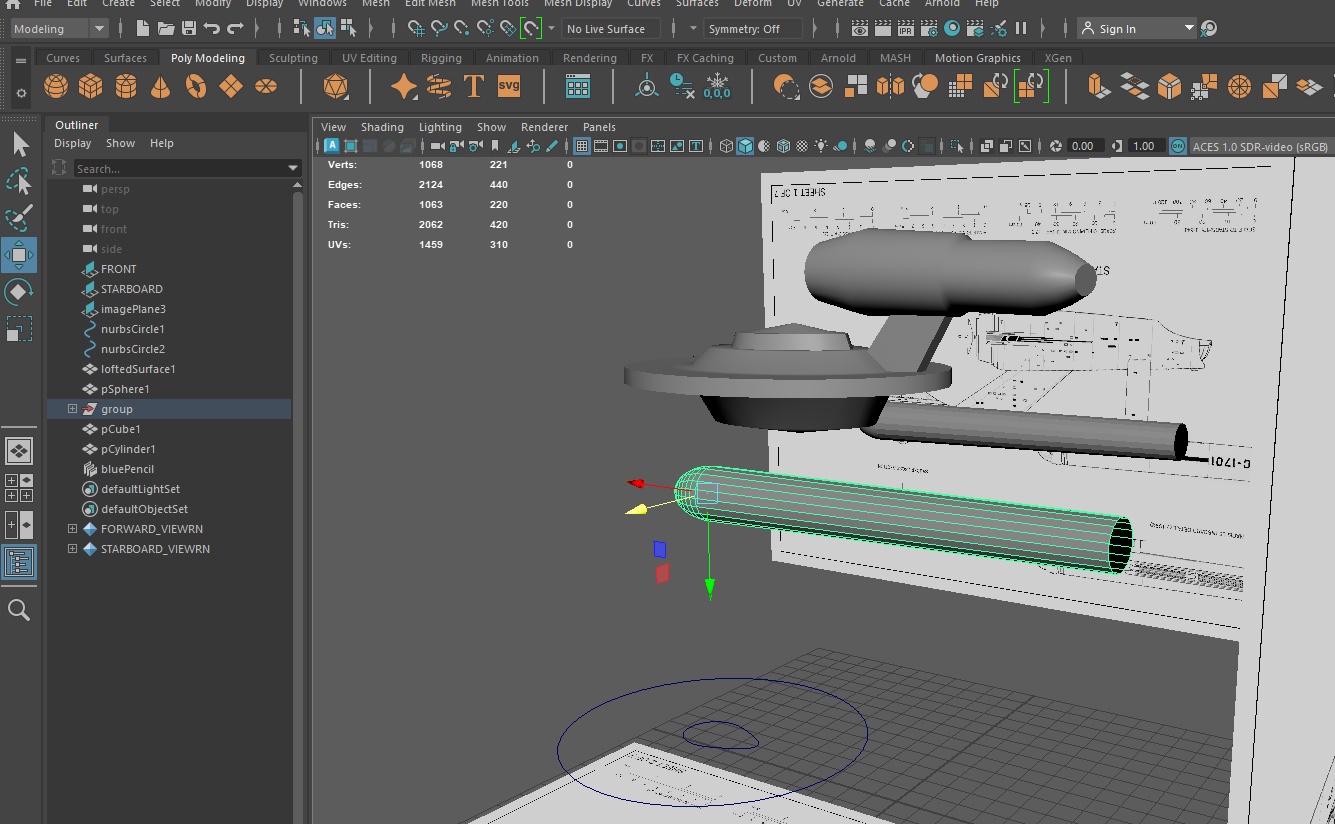 File Edit Create Select Modify Display Windows Mesh Edit Mesh Mesh Tools Mesh Display Curves Surfaces Deform UV Generate Cache Arnold Help
Modeling No Live Surface Symmetry: Off IPR Sign In
Curves Surfaces Poly Modeling Sculpting UV Editing Rigging Animation Rendering FX FX Caching Custom Arnold MASH Motion Graphics XGen
T SVG 0,0,0
Outliner
Display Show Help
Search...
persp
top
front
side
FRONT
STARBOARD
imagePlane3
nurbsCircle1
nurbsCircle2
loftedSurface1
pSphere1
group
pCube1
pCylinder1
bluePencil
defaultLightSet
defaultObjectSet
FORWARD_VIEWRN
STARBOARD_VIEWRN
View Shading Lighting Show Renderer Panels
A T 0.00 1.00 ON ACES 1.0 SDR-video (sRGB)
Verts: 1068 221 0
Edges: 2124 440 0
Faces: 1063 220 0
Tris: 2062 420 0
UVs: 1459 310 0
SHEET 1 OF 7
C-1701